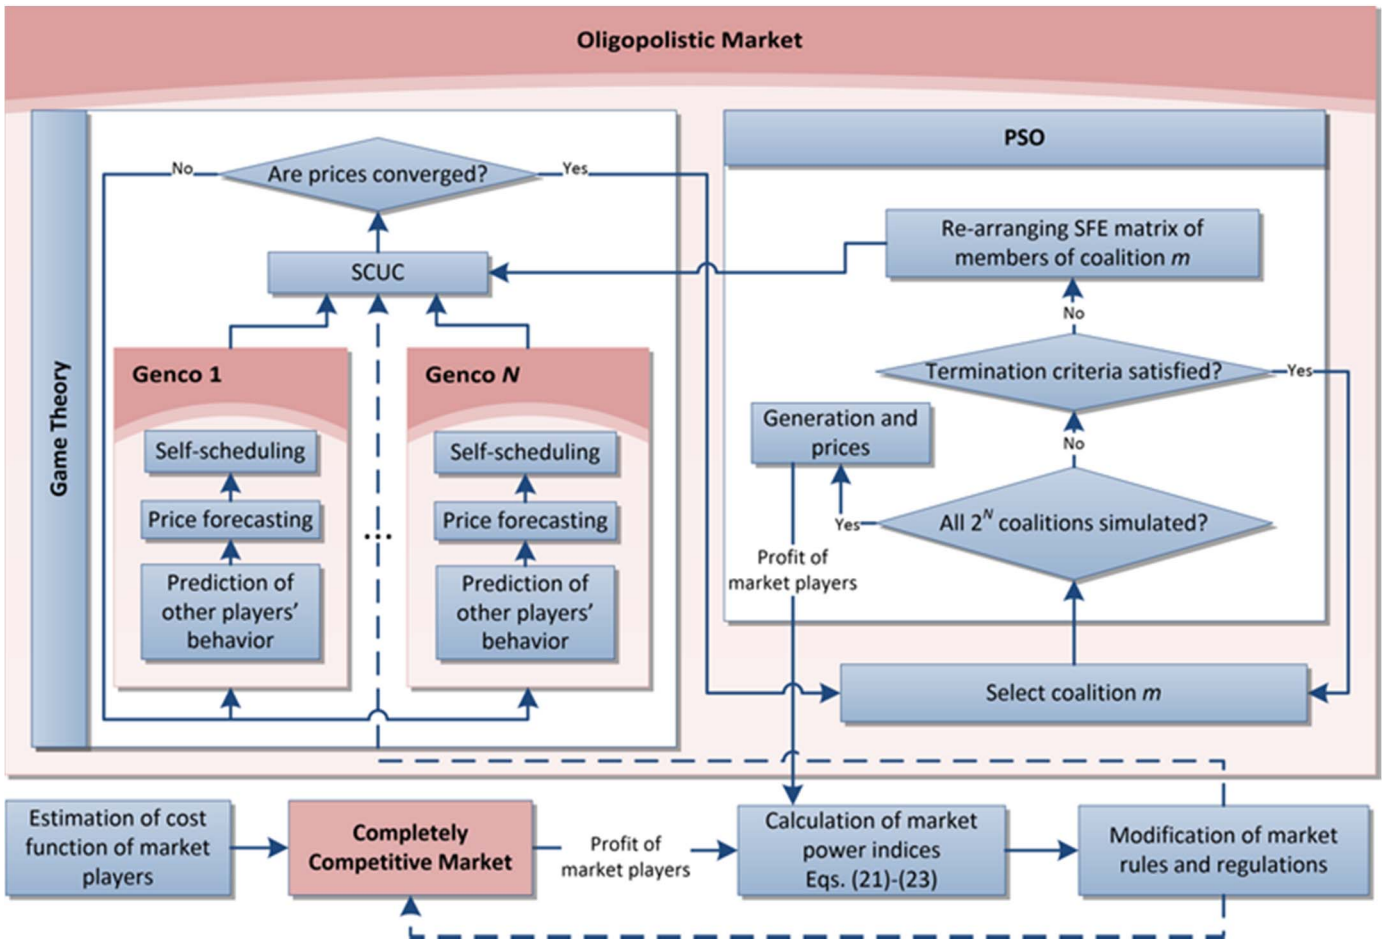 Oligopolistic Market
Game Theory
No
Are prices converged?
Yes
SCUC
Genco 1
Self-scheduling
Price forecasting
Prediction of
other players’
behavior
...
Genco N
Self-scheduling
Price forecasting
Prediction of
other players’
behavior
PSO
Re-arranging SFE matrix of
members of coalition m
No
Termination criteria satisfied?
Yes
No
Generation and
prices
Yes
All 2^N coalitions simulated?
Profit of
market players
Select coalition m
Estimation of cost
function of market
players
Completely
Competitive Market
Profit of
market players
Calculation of market
power indices
Eqs. (21)-(23)
Modification of market
rules and regulations